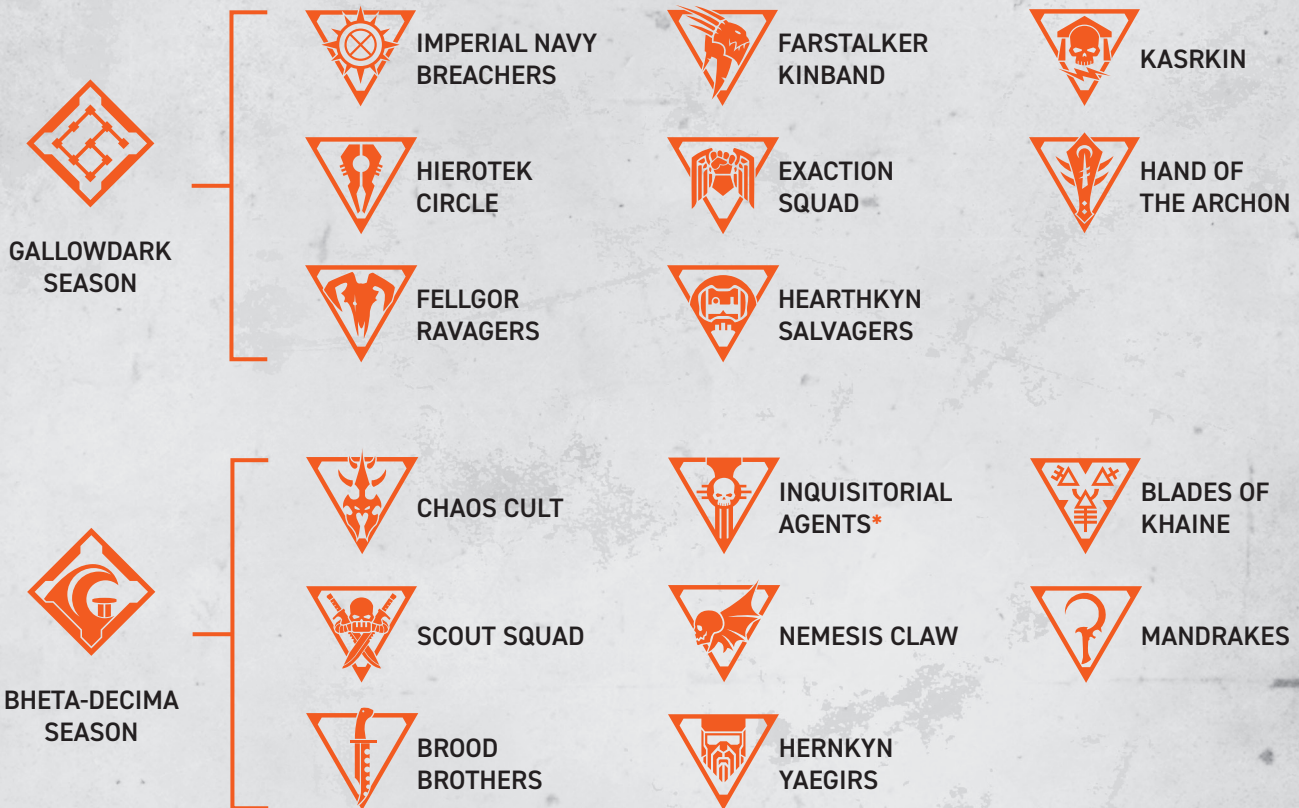 IMPERIAL NAVY
BREACHERS
FARSTALKER
KINBAND
KASRKIN
HIEROTEK
CIRCLE
EXACTION
SQUAD
HAND OF
THE ARCHON
GALLOWDARK
SEASON
FELLGOR
RAVAGERS
HEARTHKYN
SALVAGERS
CHAOS CULT
INQUISITORIAL
AGENTS*
BLADES OF
KHAINE
SCOUT SQUAD
NEMESIS CLAW
MANDRAKES
BHETA-DECIMA
SEASON
BROOD
BROTHERS
HERNKYN
YAEGIRS